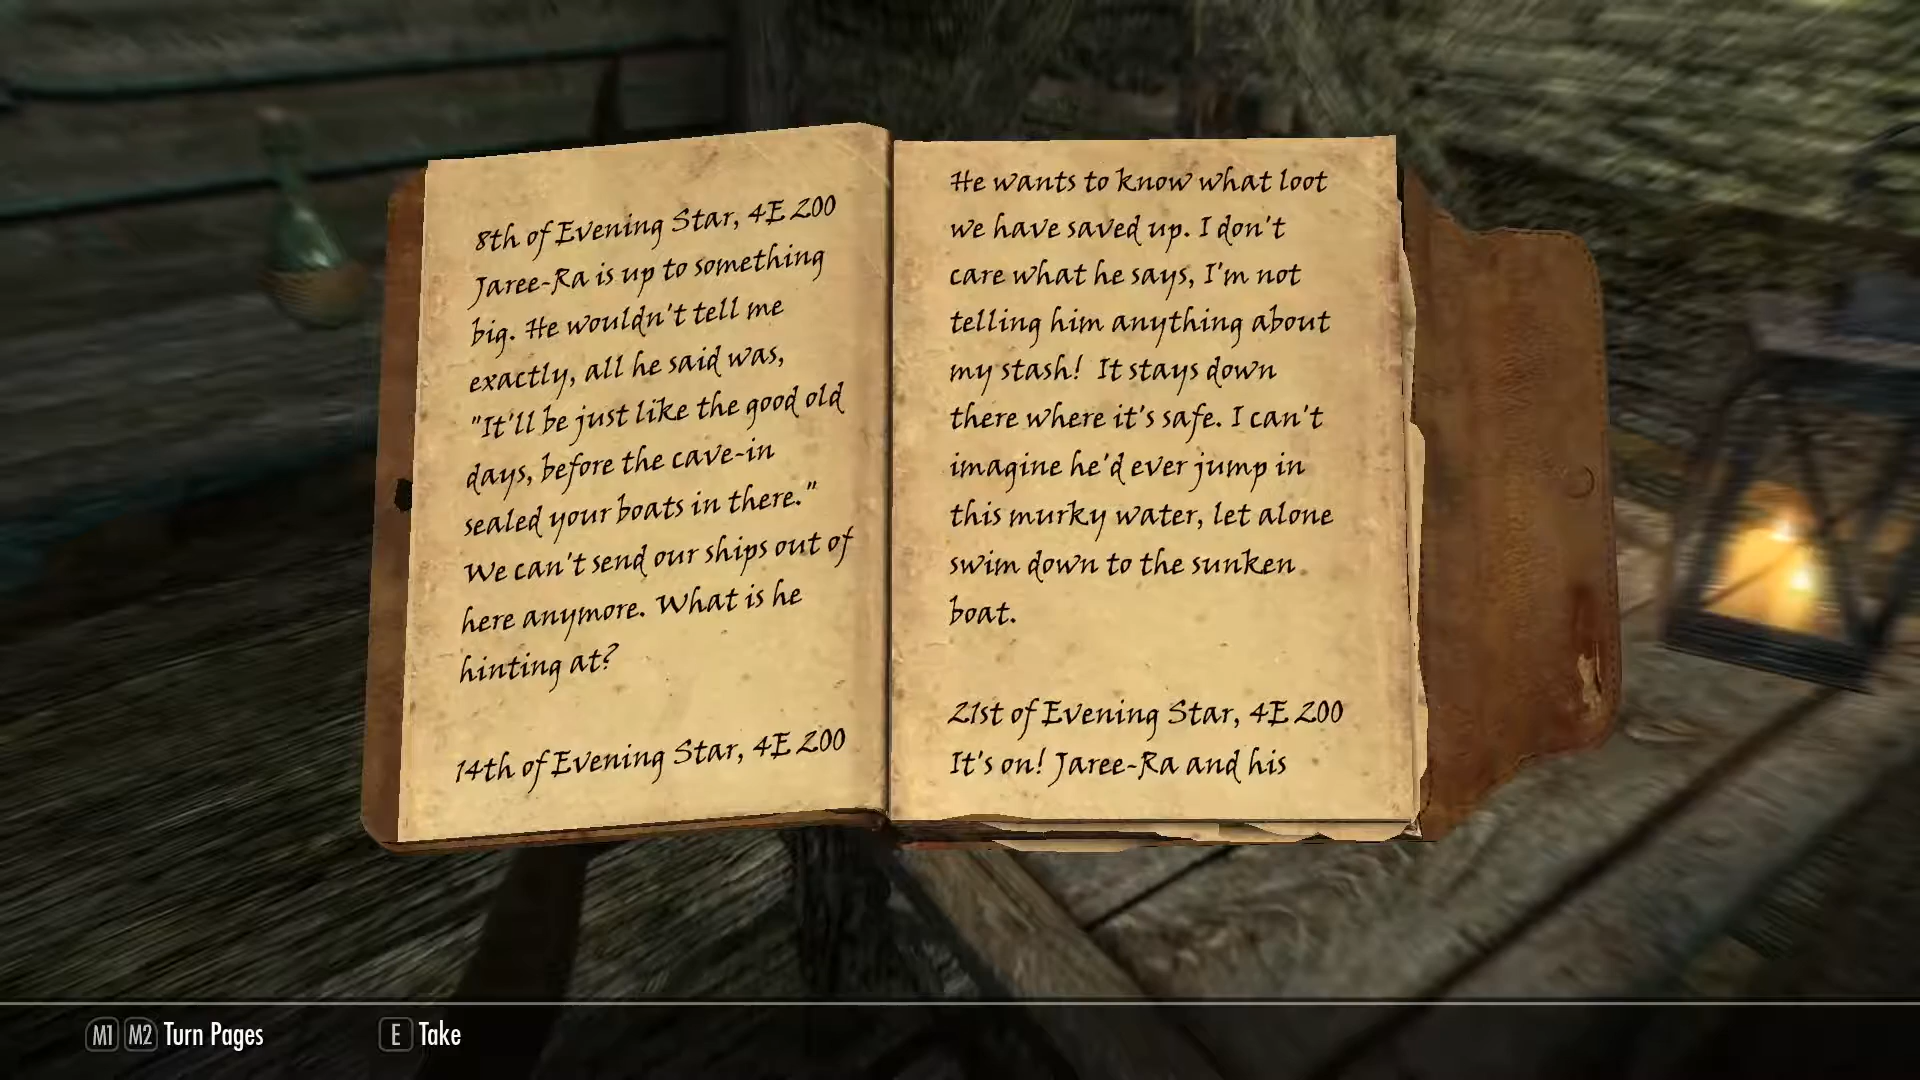 8th of Evening Star, 4E 200
Jaree-Ra is up to something
big. He wouldn't tell me
exactly, all he said was,
"It'll be just like the good old
days, before the cave-in
sealed your boats in there."
We can't send our ships out of
here anymore. What is he
hinting at?
14th of Evening Star, 4E 200
He wants to know what loot
we have saved up. I don't
care what he says, I'm not
telling him anything about
my stash! It stays down
there where it's safe. I can't
imagine he'd ever jump in
this murky water, let alone
swim down to the sunken
boat.
21st of Evening Star, 4E 200
It's on! Jaree-Ra and his
M1 M2 Turn Pages E Take